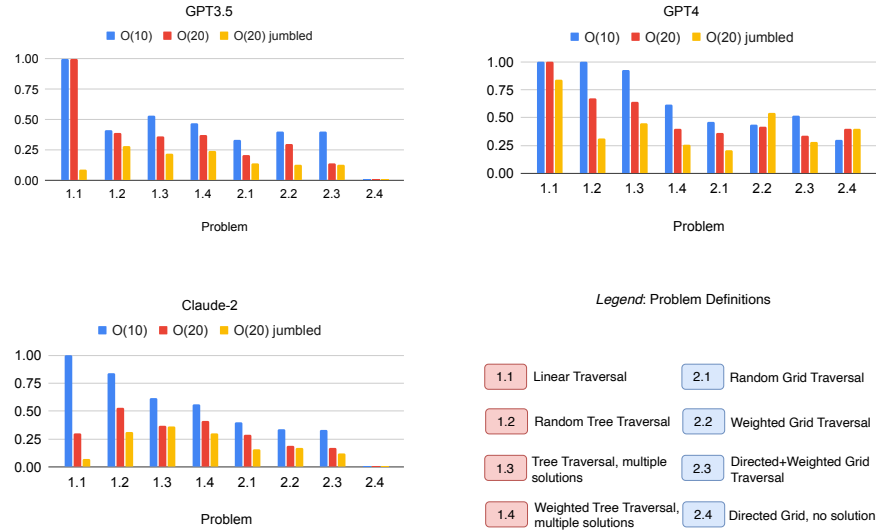 GPT3.5
O(10) O(20) O(20) jumbled
1.00
0.75
0.50
0.25
0.00
1.1 1.2 1.3 1.4 2.1 2.2 2.3 2.4
Problem
GPT4
O(10) O(20) O(20) jumbled
1.00
0.75
0.50
0.25
0.00
1.1 1.2 1.3 1.4 2.1 2.2 2.3 2.4
Problem
Claude-2
O(10) O(20) O(20) jumbled
1.00
0.75
0.50
0.25
0.00
1.1 1.2 1.3 1.4 2.1 2.2 2.3 2.4
Problem
Legend: Problem Definitions
1.1 Linear Traversal
1.2 Random Tree Traversal
1.3 Tree Traversal, multiple
solutions
1.4 Weighted Tree Traversal,
multiple solutions
2.1 Random Grid Traversal
2.2 Weighted Grid Traversal
2.3 Directed+Weighted Grid
Traversal
2.4 Directed Grid, no solution